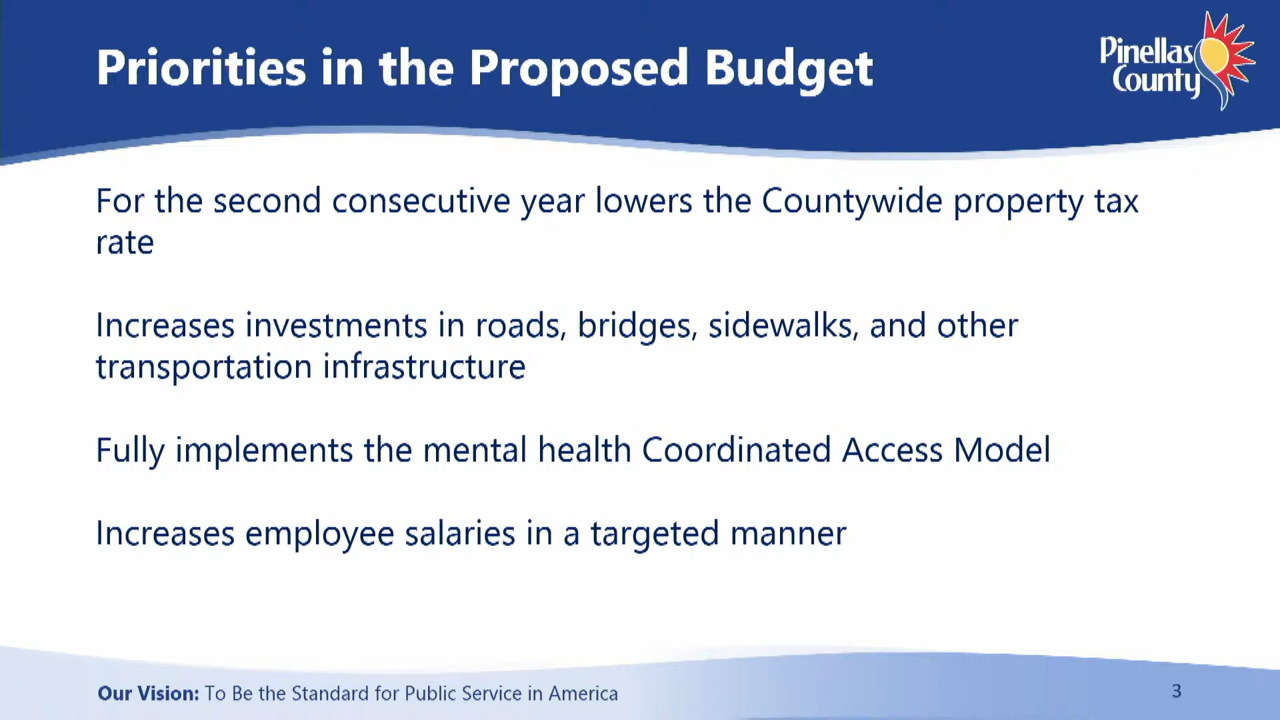 Priorities in the Proposed Budget
Pinellas
County
For the second consecutive year lowers the Countywide property tax
rate
Increases investments in roads, bridges, sidewalks, and other
transportation infrastructure
Fully implements the mental health Coordinated Access Model
Increases employee salaries in a targeted manner
Our Vision: To Be the Standard for Public Service in America
3